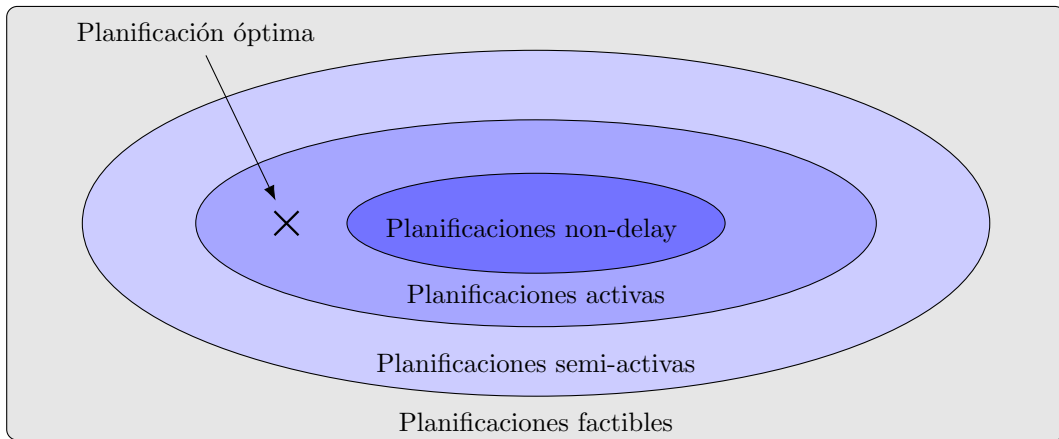 Planificación óptima
Planificaciones non-delay
Planificaciones activas
Planificaciones semi-activas
Planificaciones factibles